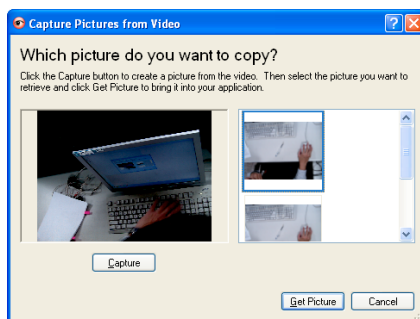 Capture Pictures from Video
Which picture do you want to copy?
Click the Capture button to create a picture from the video. Then select the picture you want to
retrieve and click Get Picture to bring it into your application.
Capture
Get Picture
Cancel